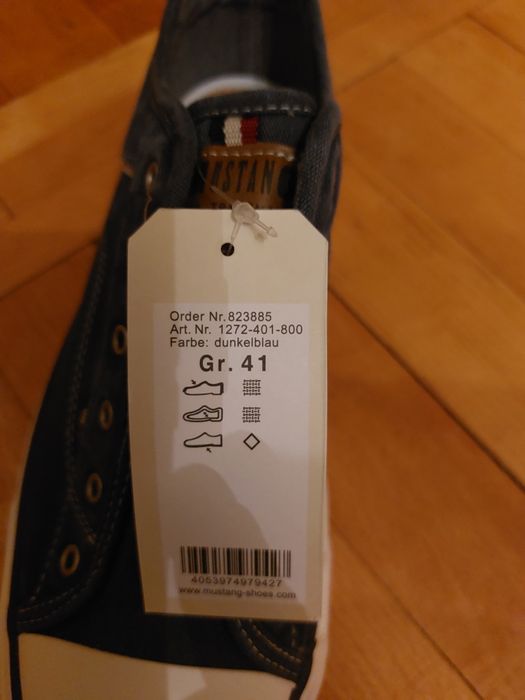 Order Nr.823885
Art. Nr. 1272-401-800
Farbe: dunkelblau
Gr. 41
4053974979427
www.mustang-shoes.com